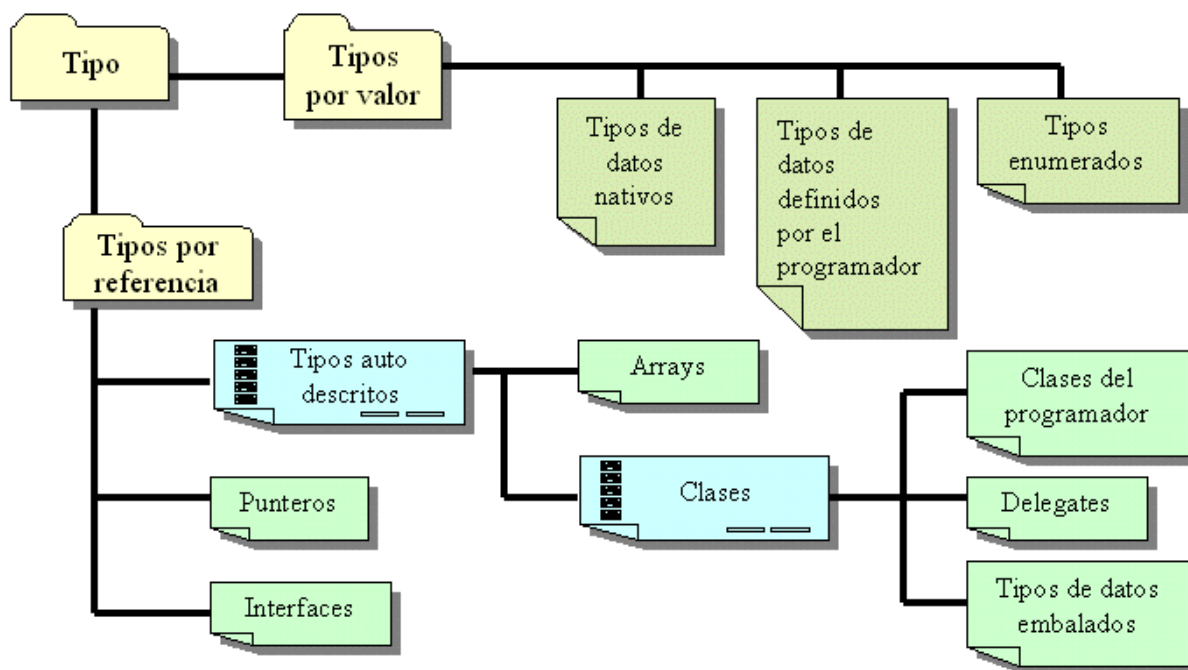 Tipo
Tipos
por valor
Tipos de
datos
nativos
Tipos de
datos
definidos
por el
programador
Tipos
enumerados
Tipos por
referencia
Tipos auto
descritos
Arrays
Clases del
programador
Punteros
Clases
Delegates
Interfaces
Tipos de datos
embalados